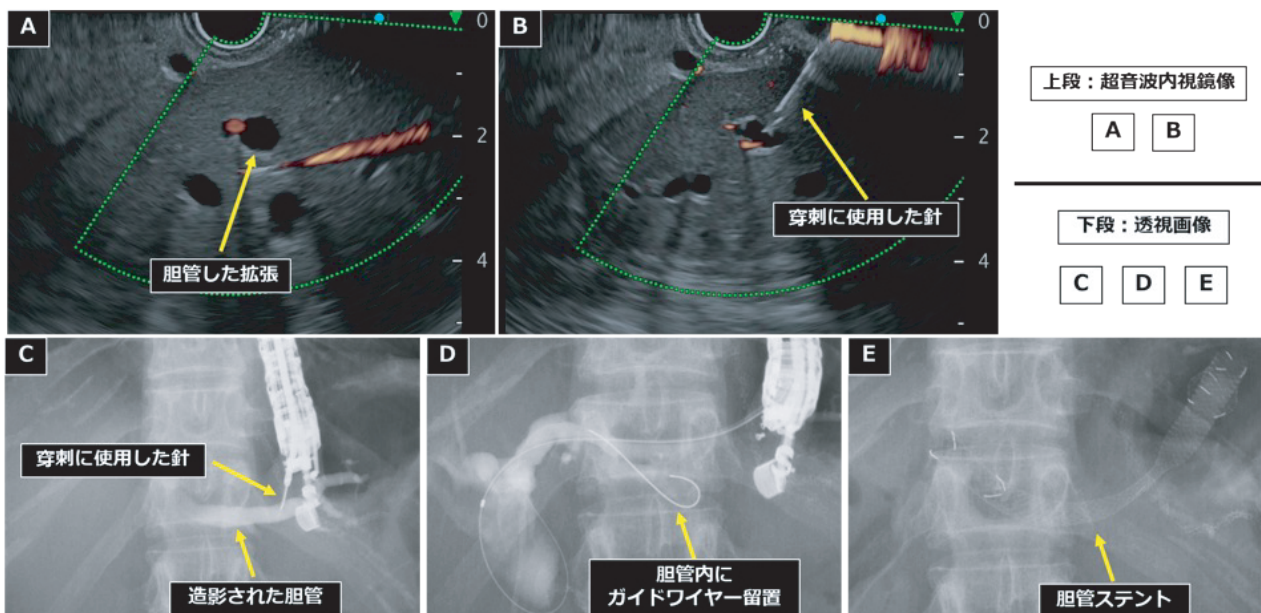 A
0
2
胆管した拡張
4
B
0
2
穿刺に使用した針
4
上段：超音波内視鏡像
A B
下段：透視画像
C D E
C
穿刺に使用した針
造影された胆管
D
胆管内に
ガイドワイヤー留置
E
胆管ステント